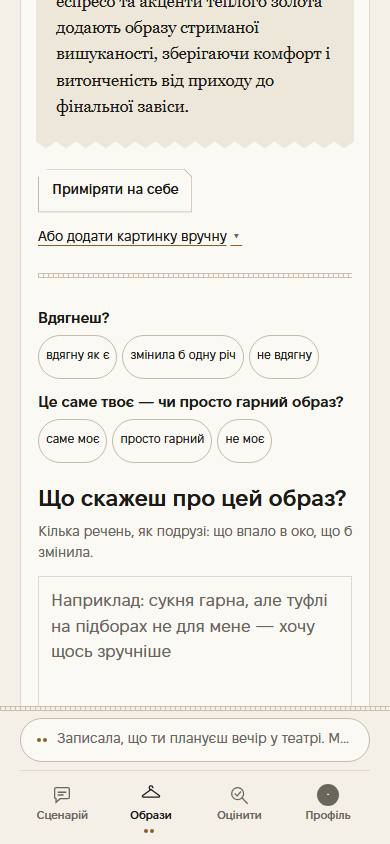 еспресо та акценти теплого золота
додають образу стриманої
вишуканості, зберігаючи комфорт і
витонченість від приходу до
фінальної завіси.
Приміряти на себе
Або додати картинку вручну ▾
Вдягнеш?
вдягну як є
змінила б одну річ
не вдягну
Це саме твоє — чи просто гарний образ?
саме моє
просто гарний
не моє
Що скажеш про цей образ?
Кілька речень, як подрузі: що впало в око, що б
змінила.
Наприклад: сукня гарна, але туфлі
на підборах не для мене — хочу
щось зручніше
Записала, що ти плануєш вечір у театрі. М...
Сценарій
Образи
Оцінити
Профіль